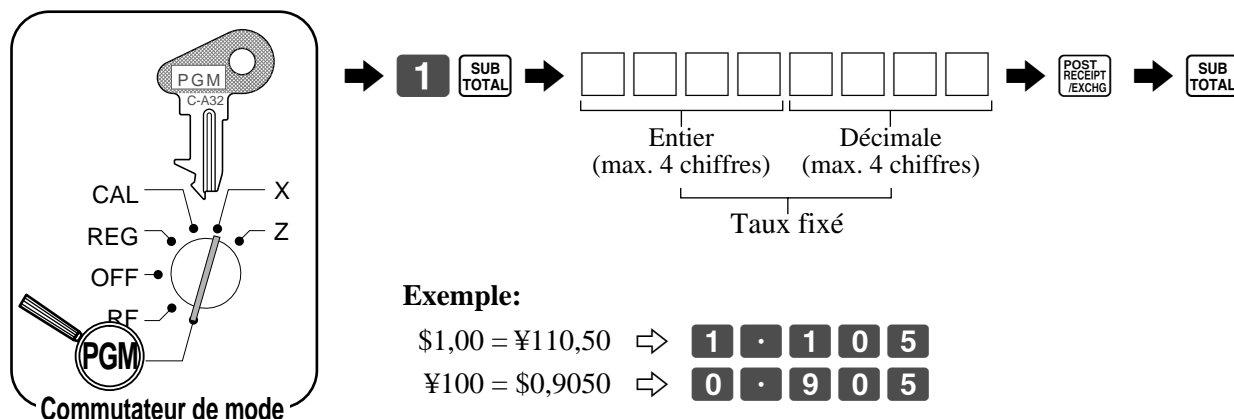 PGM
C-A32
CAL
X
REG
Z
OFF
RF
PGM
Commutateur de mode
1 SUB TOTAL POST RECEIPT /EXCHG SUB TOTAL
Entier Décimale
(max. 4 chiffres) (max. 4 chiffres)
Taux fixé
Exemple:
$1,00 = ¥110,50 ⇨ 1 · 1 0 5
¥100 = $0,9050 ⇨ 0 · 9 0 5